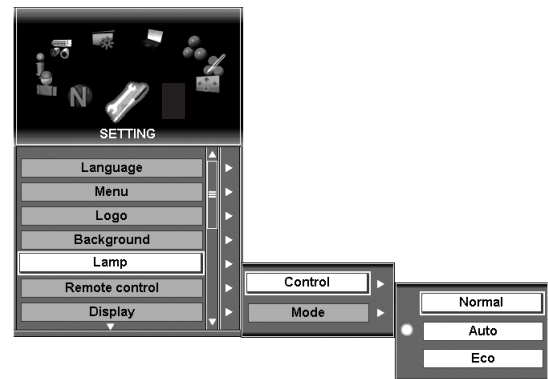 N
SETTING
Language
Menu
Logo
Background
Lamp
Remote control
Display
Control
Mode
Normal
Auto
Eco